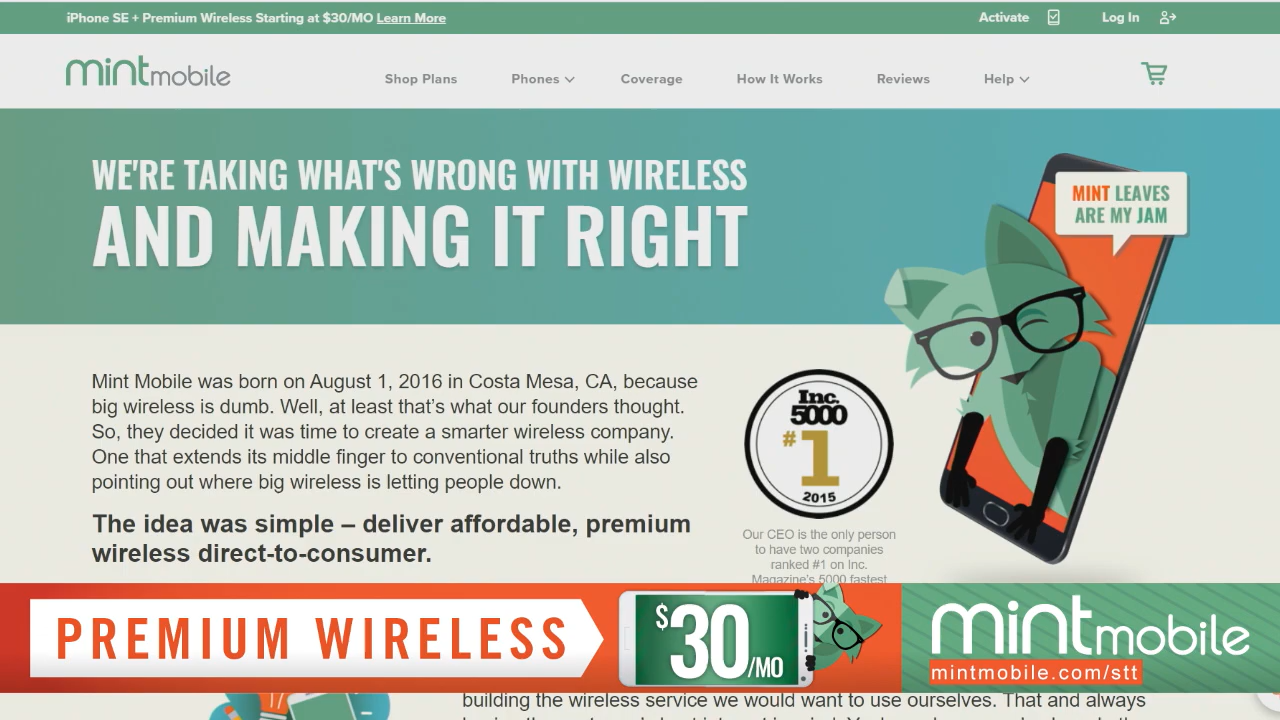 iPhone SE + Premium Wireless Starting at $30/MO Learn More
Activate
Log In
mintmobile
Shop Plans
Phones
Coverage
How It Works
Reviews
Help
WE'RE TAKING WHAT'S WRONG WITH WIRELESS
AND MAKING IT RIGHT
MINT LEAVES
ARE MY JAM
Mint Mobile was born on August 1, 2016 in Costa Mesa, CA, because
big wireless is dumb. Well, at least that's what our founders thought.
So, they decided it was time to create a smarter wireless company.
One that extends its middle finger to conventional truths while also
pointing out where big wireless is letting people down.
The idea was simple – deliver affordable, premium
wireless direct-to-consumer.
Inc.
5000
#1
2015
Our CEO is the only person
to have two companies
ranked #1 on Inc.
Magazine's 5000 fastest
PREMIUM WIRELESS
$30/MO
mintmobile
mintmobile.com/stt
building the wireless service we would want to use ourselves. That and always